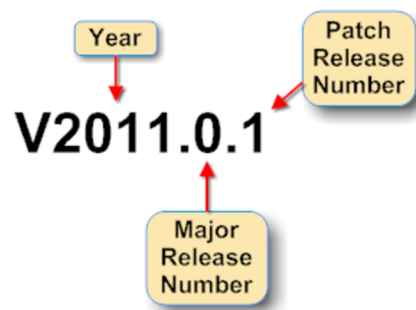 Year
Patch
Release
Number
V2011.0.1
Major
Release
Number